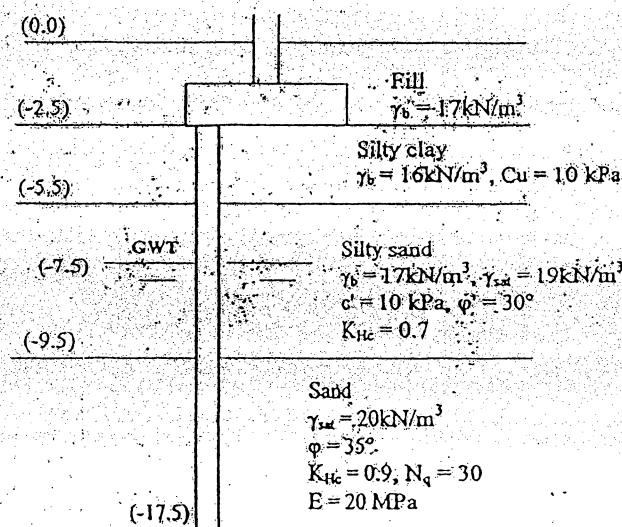 (0.0)
Fill
γb = 17kN/m³
(-2.5)
Silty clay
γb = 16kN/m³, Cu = 10 kPa
(-5.5)
GWT
(-7.5)
Silty sand
γb = 17kN/m³, γsat = 19kN/m³
c' = 10 kPa, φ' = 30°
KHc = 0.7
(-9.5)
Sand
γsat = 20kN/m³
φ = 35°
KHc = 0.9, Nq = 30
E = 20 MPa
(-17.5)